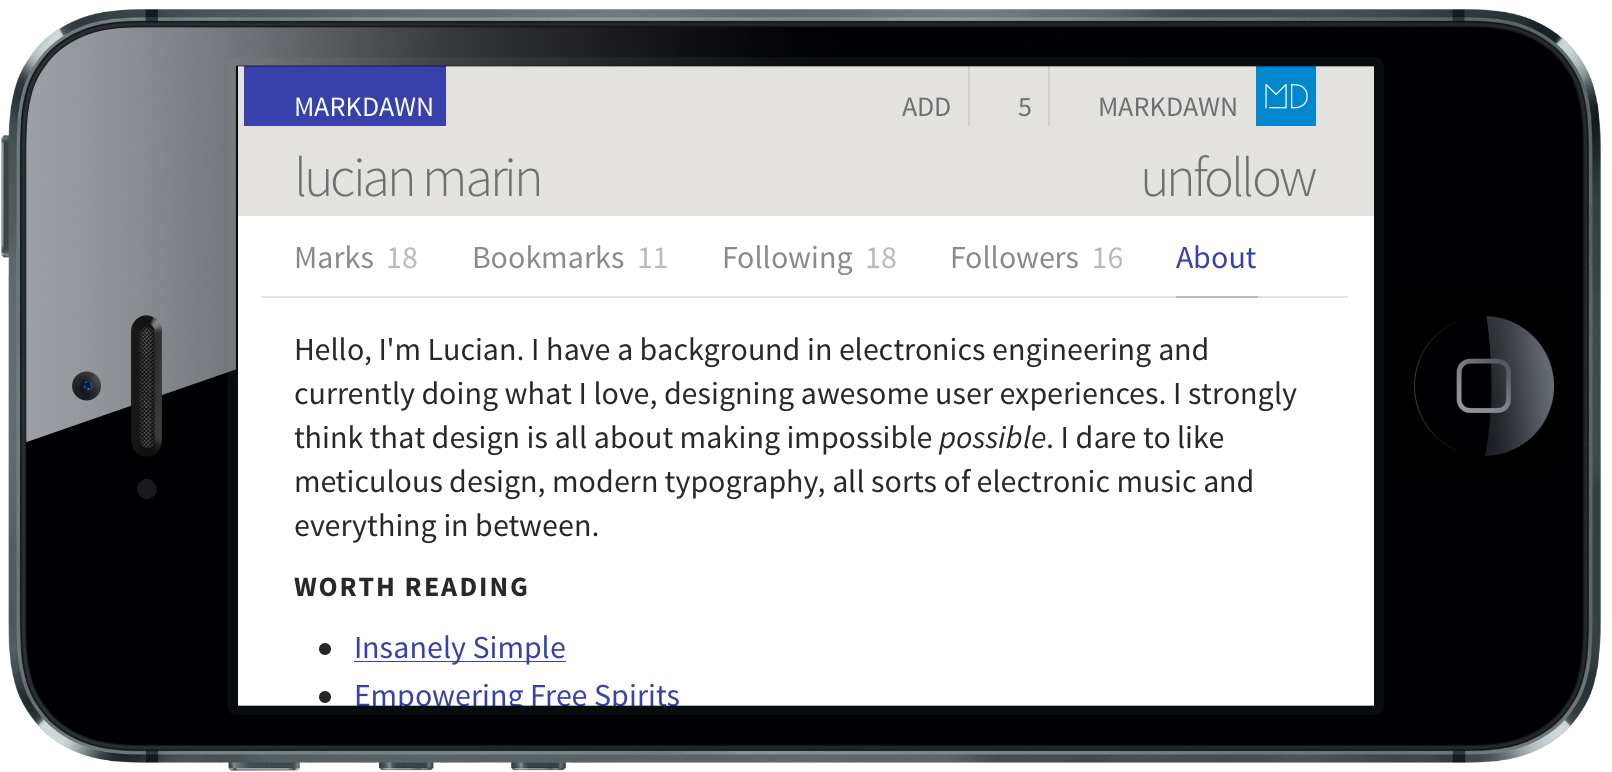 MARKDAWN ADD 5 MARKDAWN MD
lucian marin unfollow
Marks 18 Bookmarks 11 Following 18 Followers 16 About
Hello, I'm Lucian. I have a background in electronics engineering and
currently doing what I love, designing awesome user experiences. I strongly
think that design is all about making impossible possible. I dare to like
meticulous design, modern typography, all sorts of electronic music and
everything in between.
WORTH READING
Insanely Simple
Empowering Free Spirits